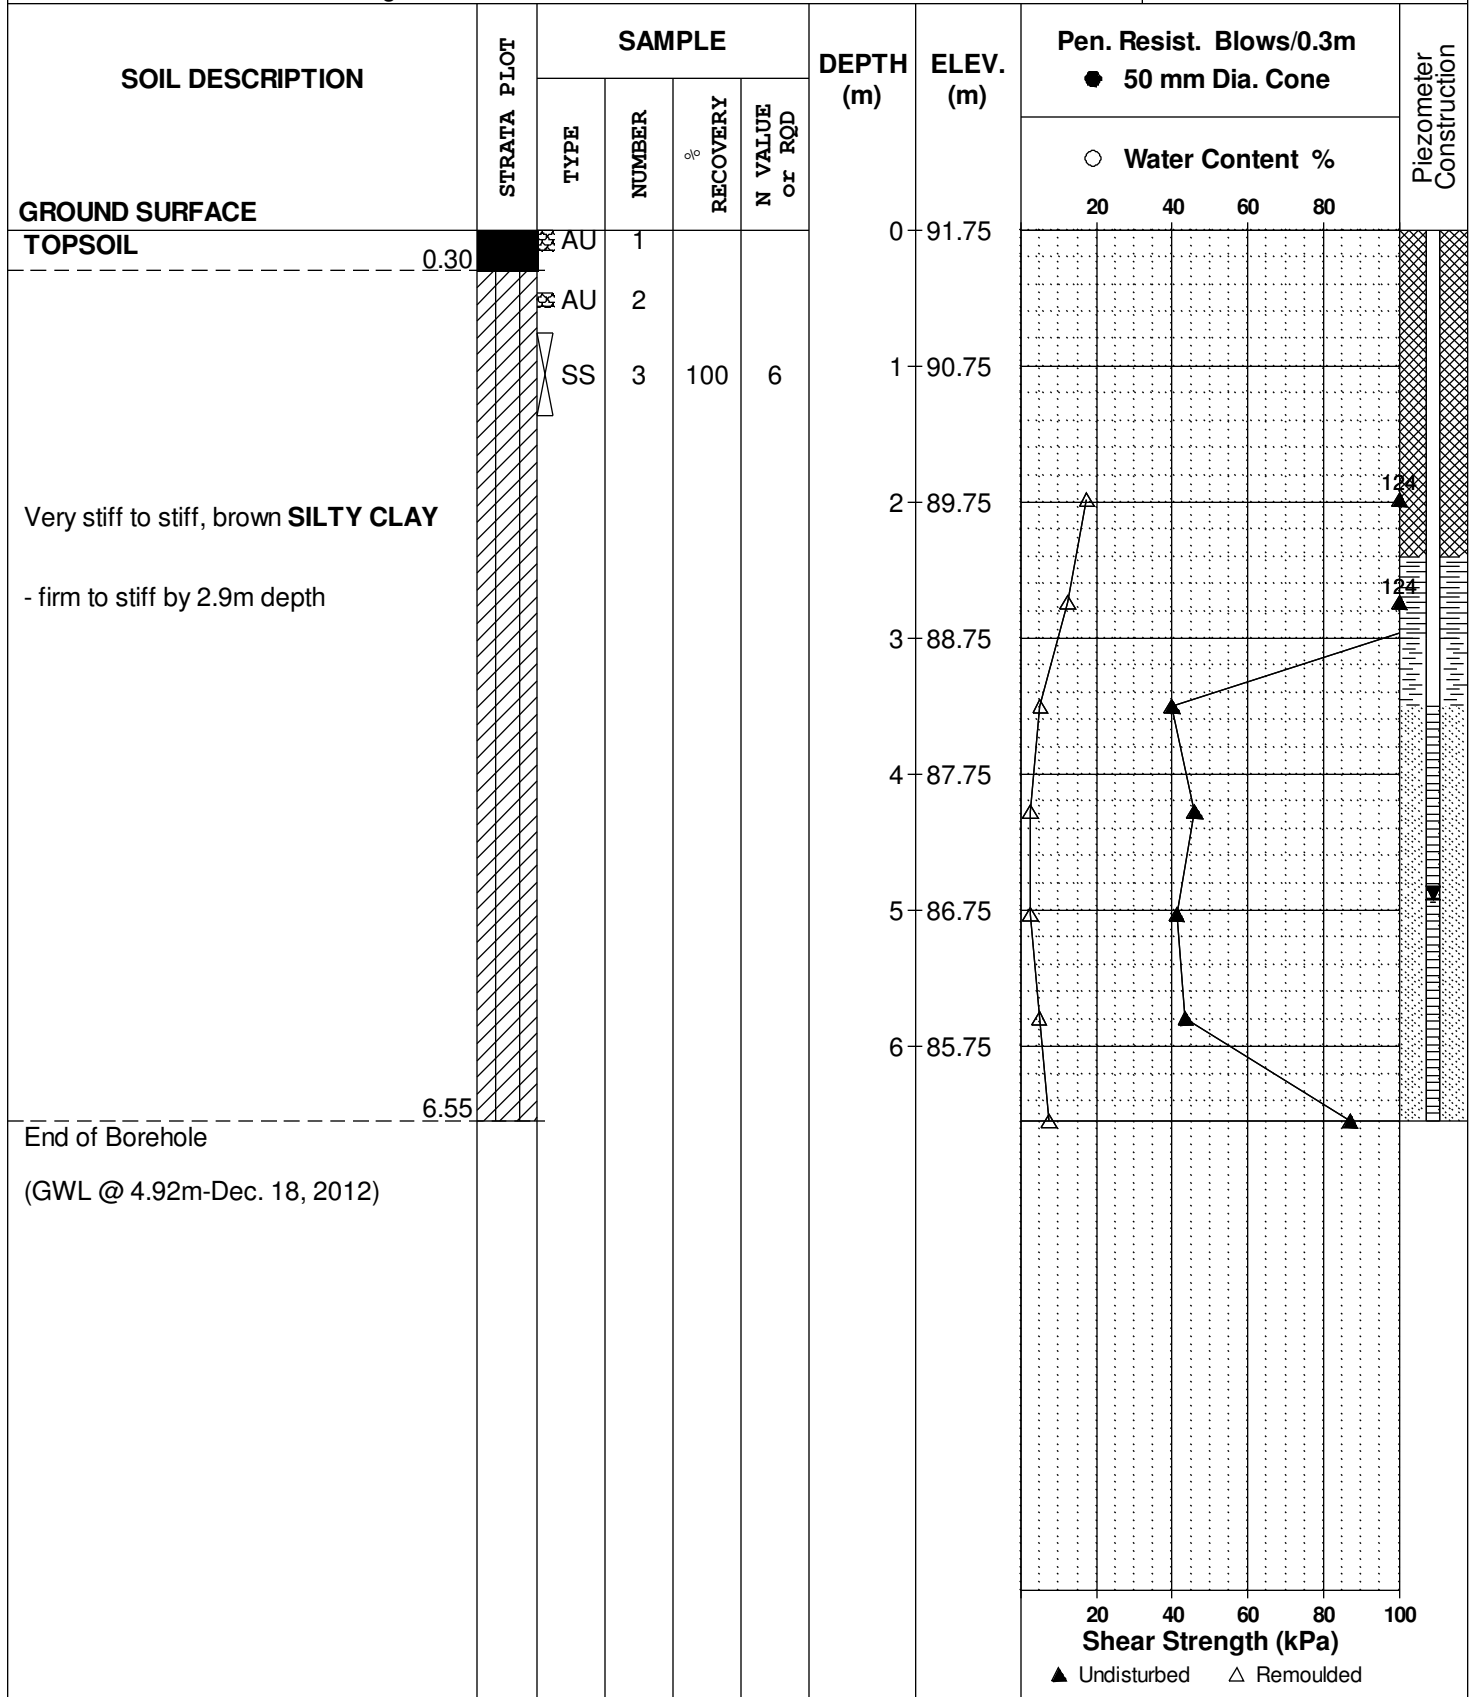 SOIL DESCRIPTION
GROUND SURFACE
STRATA PLOT
SAMPLE
TYPE
NUMBER
% RECOVERY
N VALUE or RQD
DEPTH (m)
ELEV. (m)
Pen. Resist. Blows/0.3m
● 50 mm Dia. Cone
○ Water Content %
20 40 60 80
Piezometer Construction
TOPSOIL
0.30
AU 1
AU 2
SS 3 100 6
0 91.75
1 90.75
2 89.75
3 88.75
4 87.75
5 86.75
6 85.75
124
124
Very stiff to stiff, brown SILTY CLAY
- firm to stiff by 2.9m depth
6.55
End of Borehole
(GWL @ 4.92m-Dec. 18, 2012)
20 40 60 80 100
Shear Strength (kPa)
▲ Undisturbed △ Remoulded